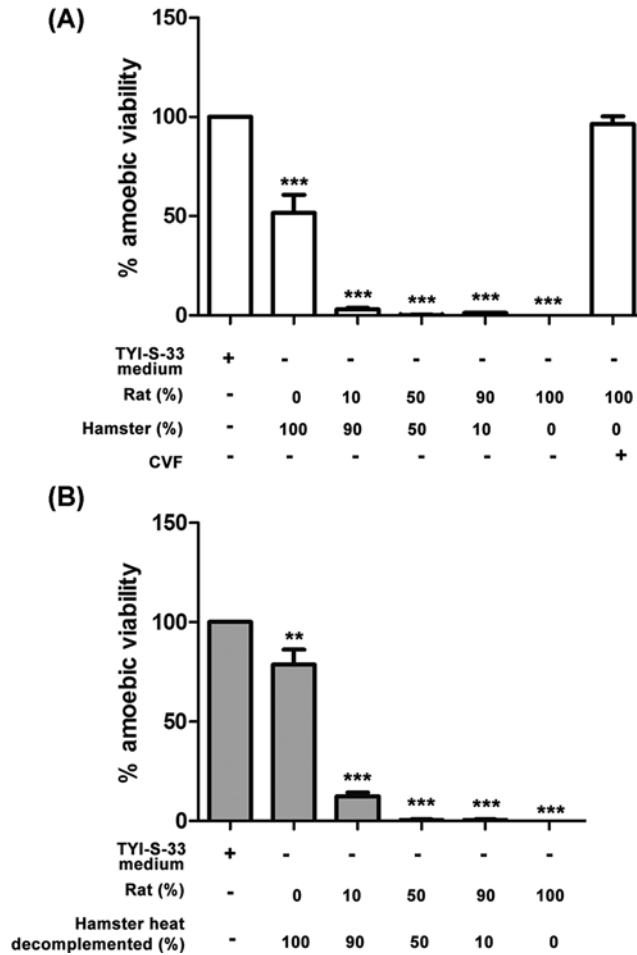 (A)
150
100
50
0
% amoebic viability
***
***
***
***
***
TYI-S-33 medium + - - - - - -
Rat (%) - 0 10 50 90 100 100
Hamster (%) - 100 90 50 10 0 0
CVF - - - - - - +
(B)
150
100
50
0
% amoebic viability
**
***
***
***
***
TYI-S-33 medium + - - - - -
Rat (%) - 0 10 50 90 100
Hamster heat
decomplemented (%) - 100 90 50 10 0